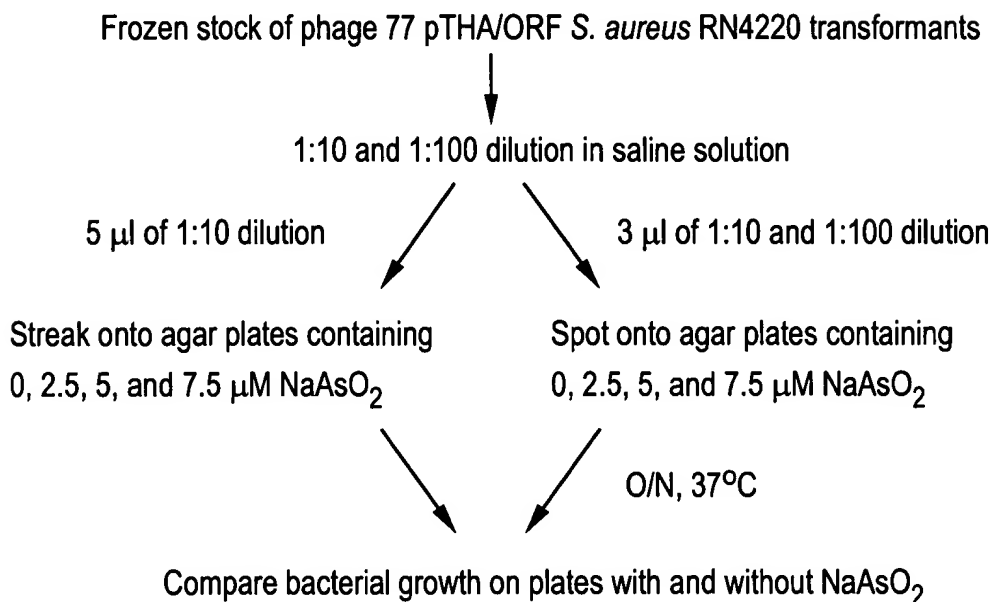 Frozen stock of phage 77 pTHA/ORF S. aureus RN4220 transformants
1:10 and 1:100 dilution in saline solution
5 µl of 1:10 dilution
3 µl of 1:10 and 1:100 dilution
Streak onto agar plates containing
0, 2.5, 5, and 7.5 µM NaAsO₂
Spot onto agar plates containing
0, 2.5, 5, and 7.5 µM NaAsO₂
O/N, 37ºC
Compare bacterial growth on plates with and without NaAsO₂